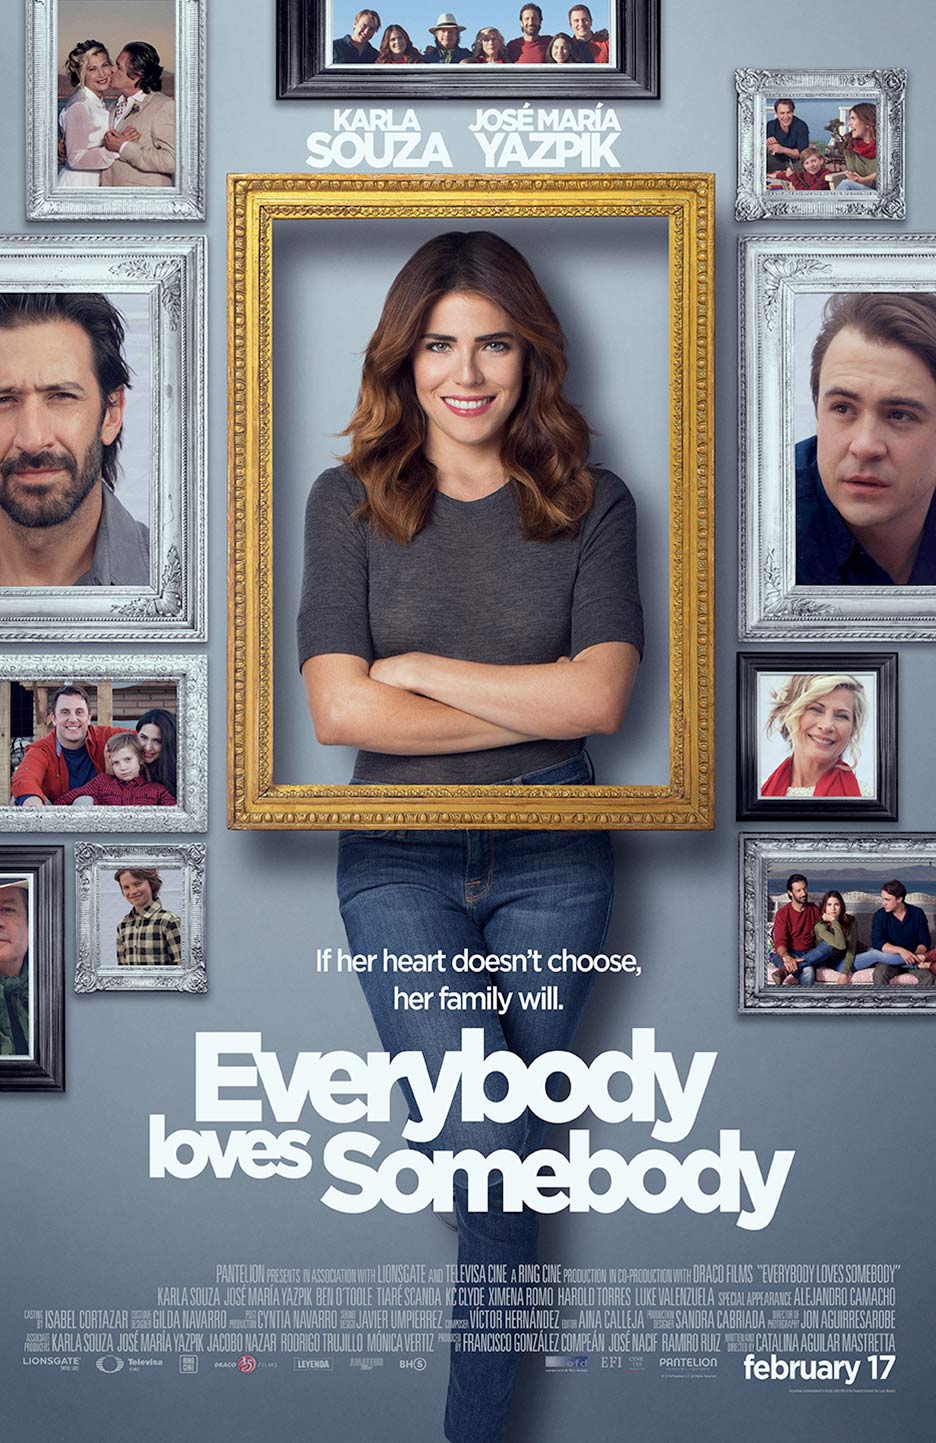 KARLA
SOUZA
JOSÉ MARÍA
YAZPIK
If her heart doesn't choose,
her family will.
Everybody
loves Somebody
PANTELION PRESENTS IN ASSOCIATION WITH LIONSGATE AND TELEVISA CINE A RING CINE PRODUCTION IN CO-PRODUCTION WITH DRACO FILMS "EVERYBODY LOVES SOMEBODY"
KARLA SOUZA JOSÉ MARÍA YAZPIK BEN O'TOOLE TIARÉ SCANDA KC CLYDE XIMENA ROMO HAROLD TORRES LUKE VALENZUELA SPECIAL APPEARANCE ALEJANDRO CAMACHO
CASTING BY ISABEL CORTAZAR COSTUME DESIGNER GILDA NAVARRO POST PRODUCTION CYNTIA NAVARRO SOUND DESIGNER JAVIER UMPIERREZ COMPOSER VÍCTOR HERNÁNDEZ EDITOR AINA CALLEJA PRODUCTION DESIGNER SANDRA CABRIADA DIRECTOR OF PHOTOGRAPHY JON AGUIRRESAROBE
ASSOCIATE PRODUCERS KARLA SOUZA JOSÉ MARÍA YAZPIK JACOBO NAZAR RODRIGO TRUJILLO MÓNICA VERTIZ PRODUCED BY FRANCISCO GONZÁLEZ COMPEÁN JOSÉ NACIF RAMIRO RUIZ WRITTEN AND DIRECTED BY CATALINA AGUILAR MASTRETTA
LIONSGATE Televisa CINE RING CINE DRACO FILMS LEYENDA BH5 efd EFI CINE PANTELION
february 17